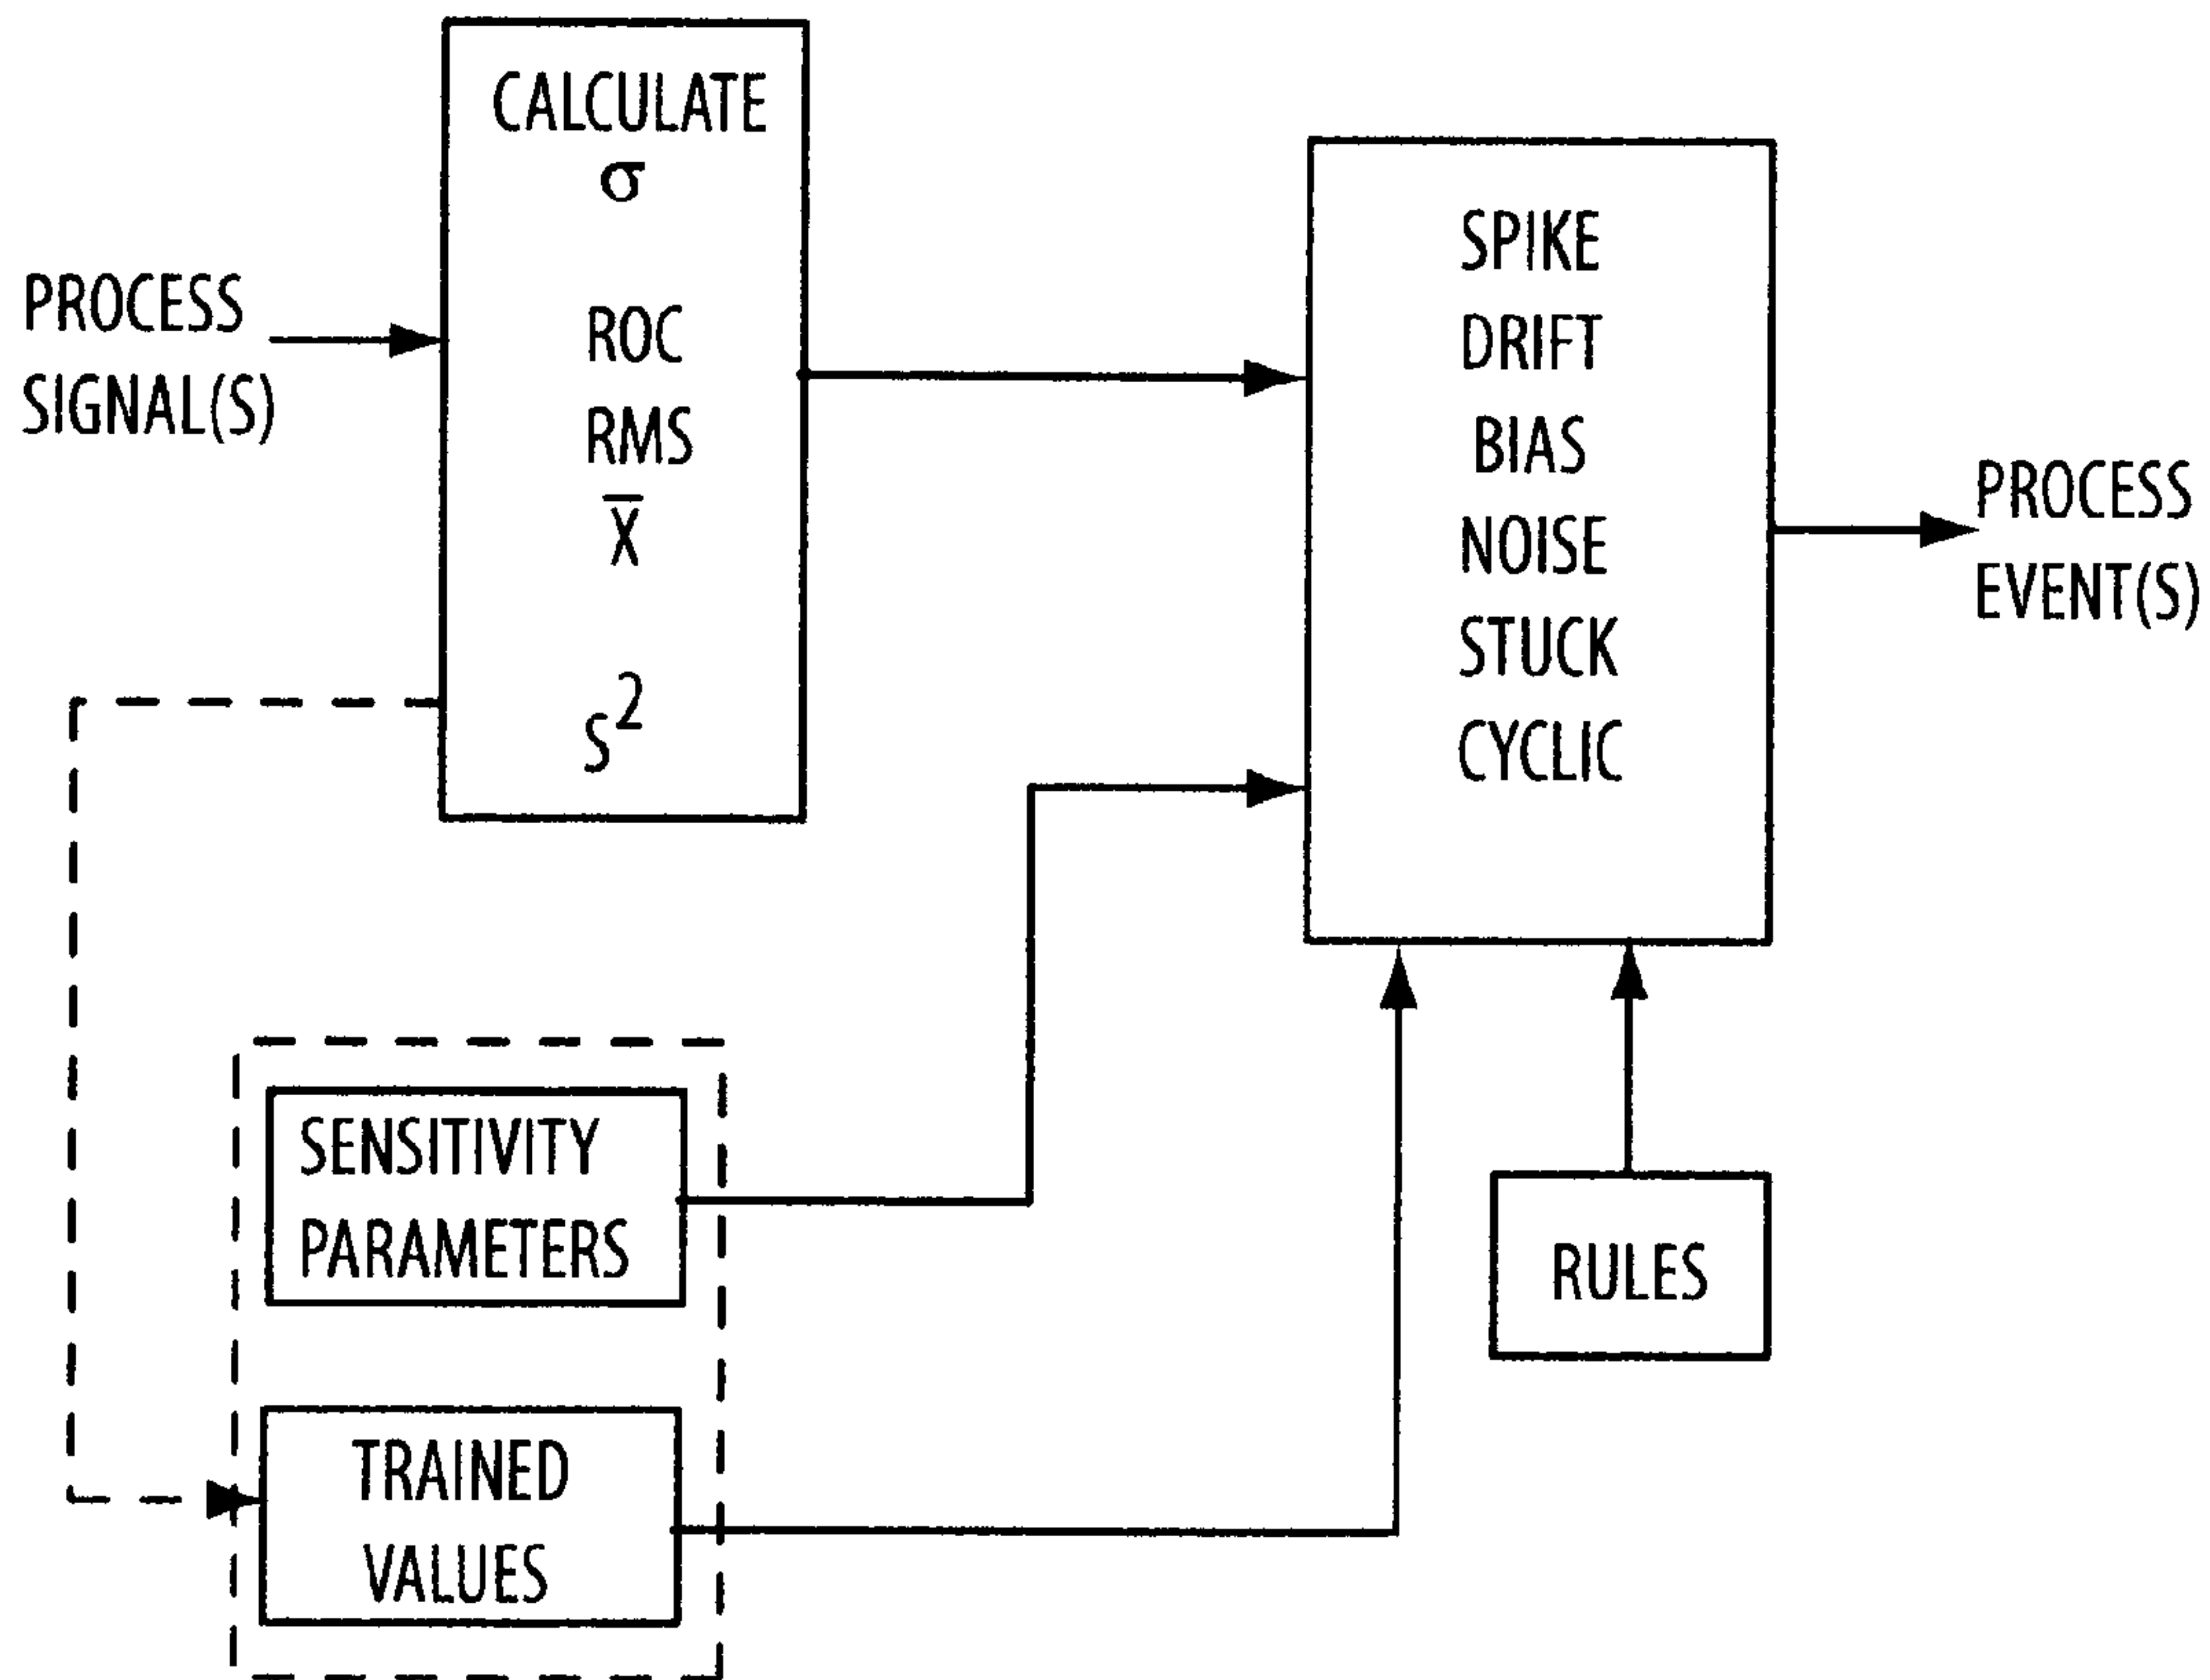 PROCESS
SIGNAL(S)
CALCULATE
σ
ROC
RMS
X̅
S²
SPIKE
DRIFT
BIAS
NOISE
STUCK
CYCLIC
PROCESS
EVENT(S)
SENSITIVITY
PARAMETERS
TRAINED
VALUES
RULES